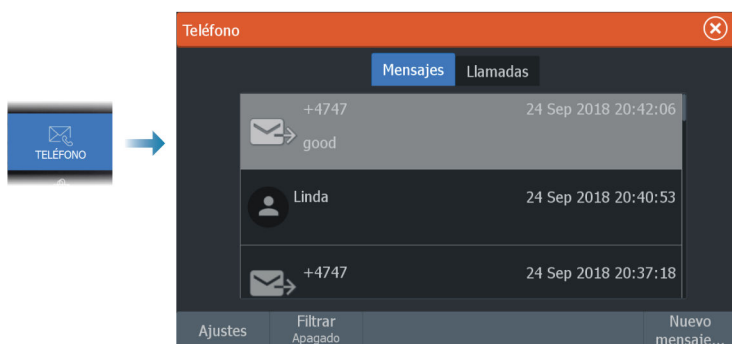 TELÉFONO
Teléfono
Mensajes Llamadas
+4747 24 Sep 2018 20:42:06
good
Linda 24 Sep 2018 20:40:53
+4747 24 Sep 2018 20:37:18
Ajustes
Filtrar
Apagado
Nuevo
mensaje...